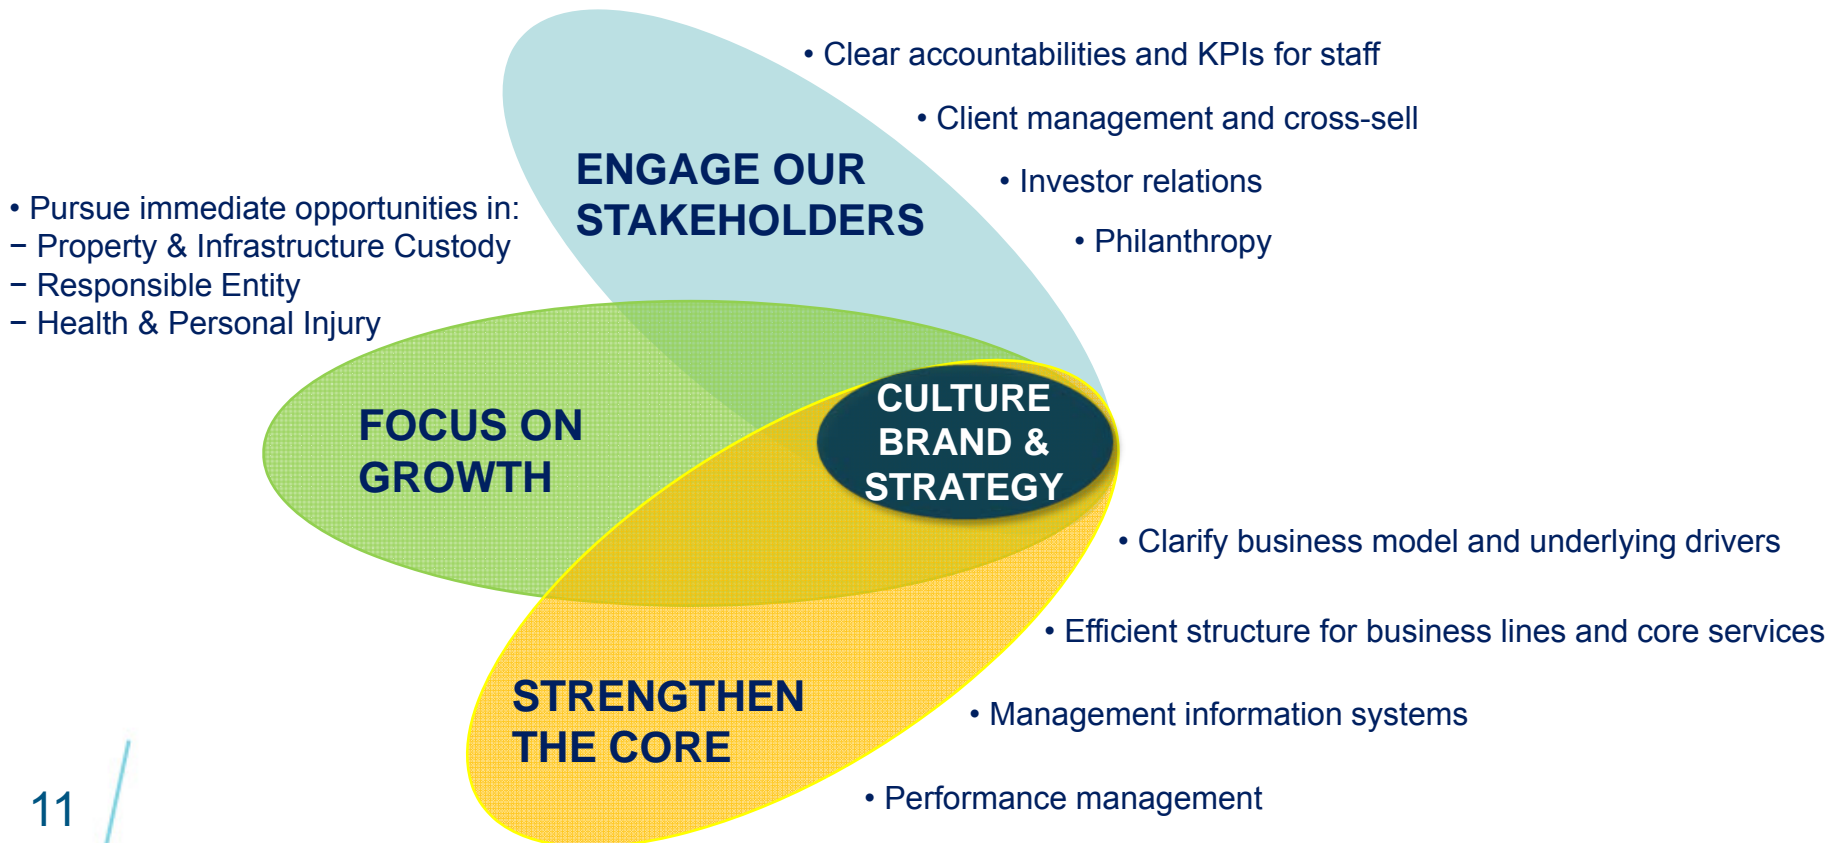 • Clear accountabilities and KPIs for staff
• Client management and cross-sell
• Investor relations
• Philanthropy
ENGAGE OUR
STAKEHOLDERS
• Pursue immediate opportunities in:
− Property & Infrastructure Custody
− Responsible Entity
− Health & Personal Injury
FOCUS ON
GROWTH
CULTURE
BRAND &
STRATEGY
• Clarify business model and underlying drivers
• Efficient structure for business lines and core services
• Management information systems
• Performance management
STRENGTHEN
THE CORE
11